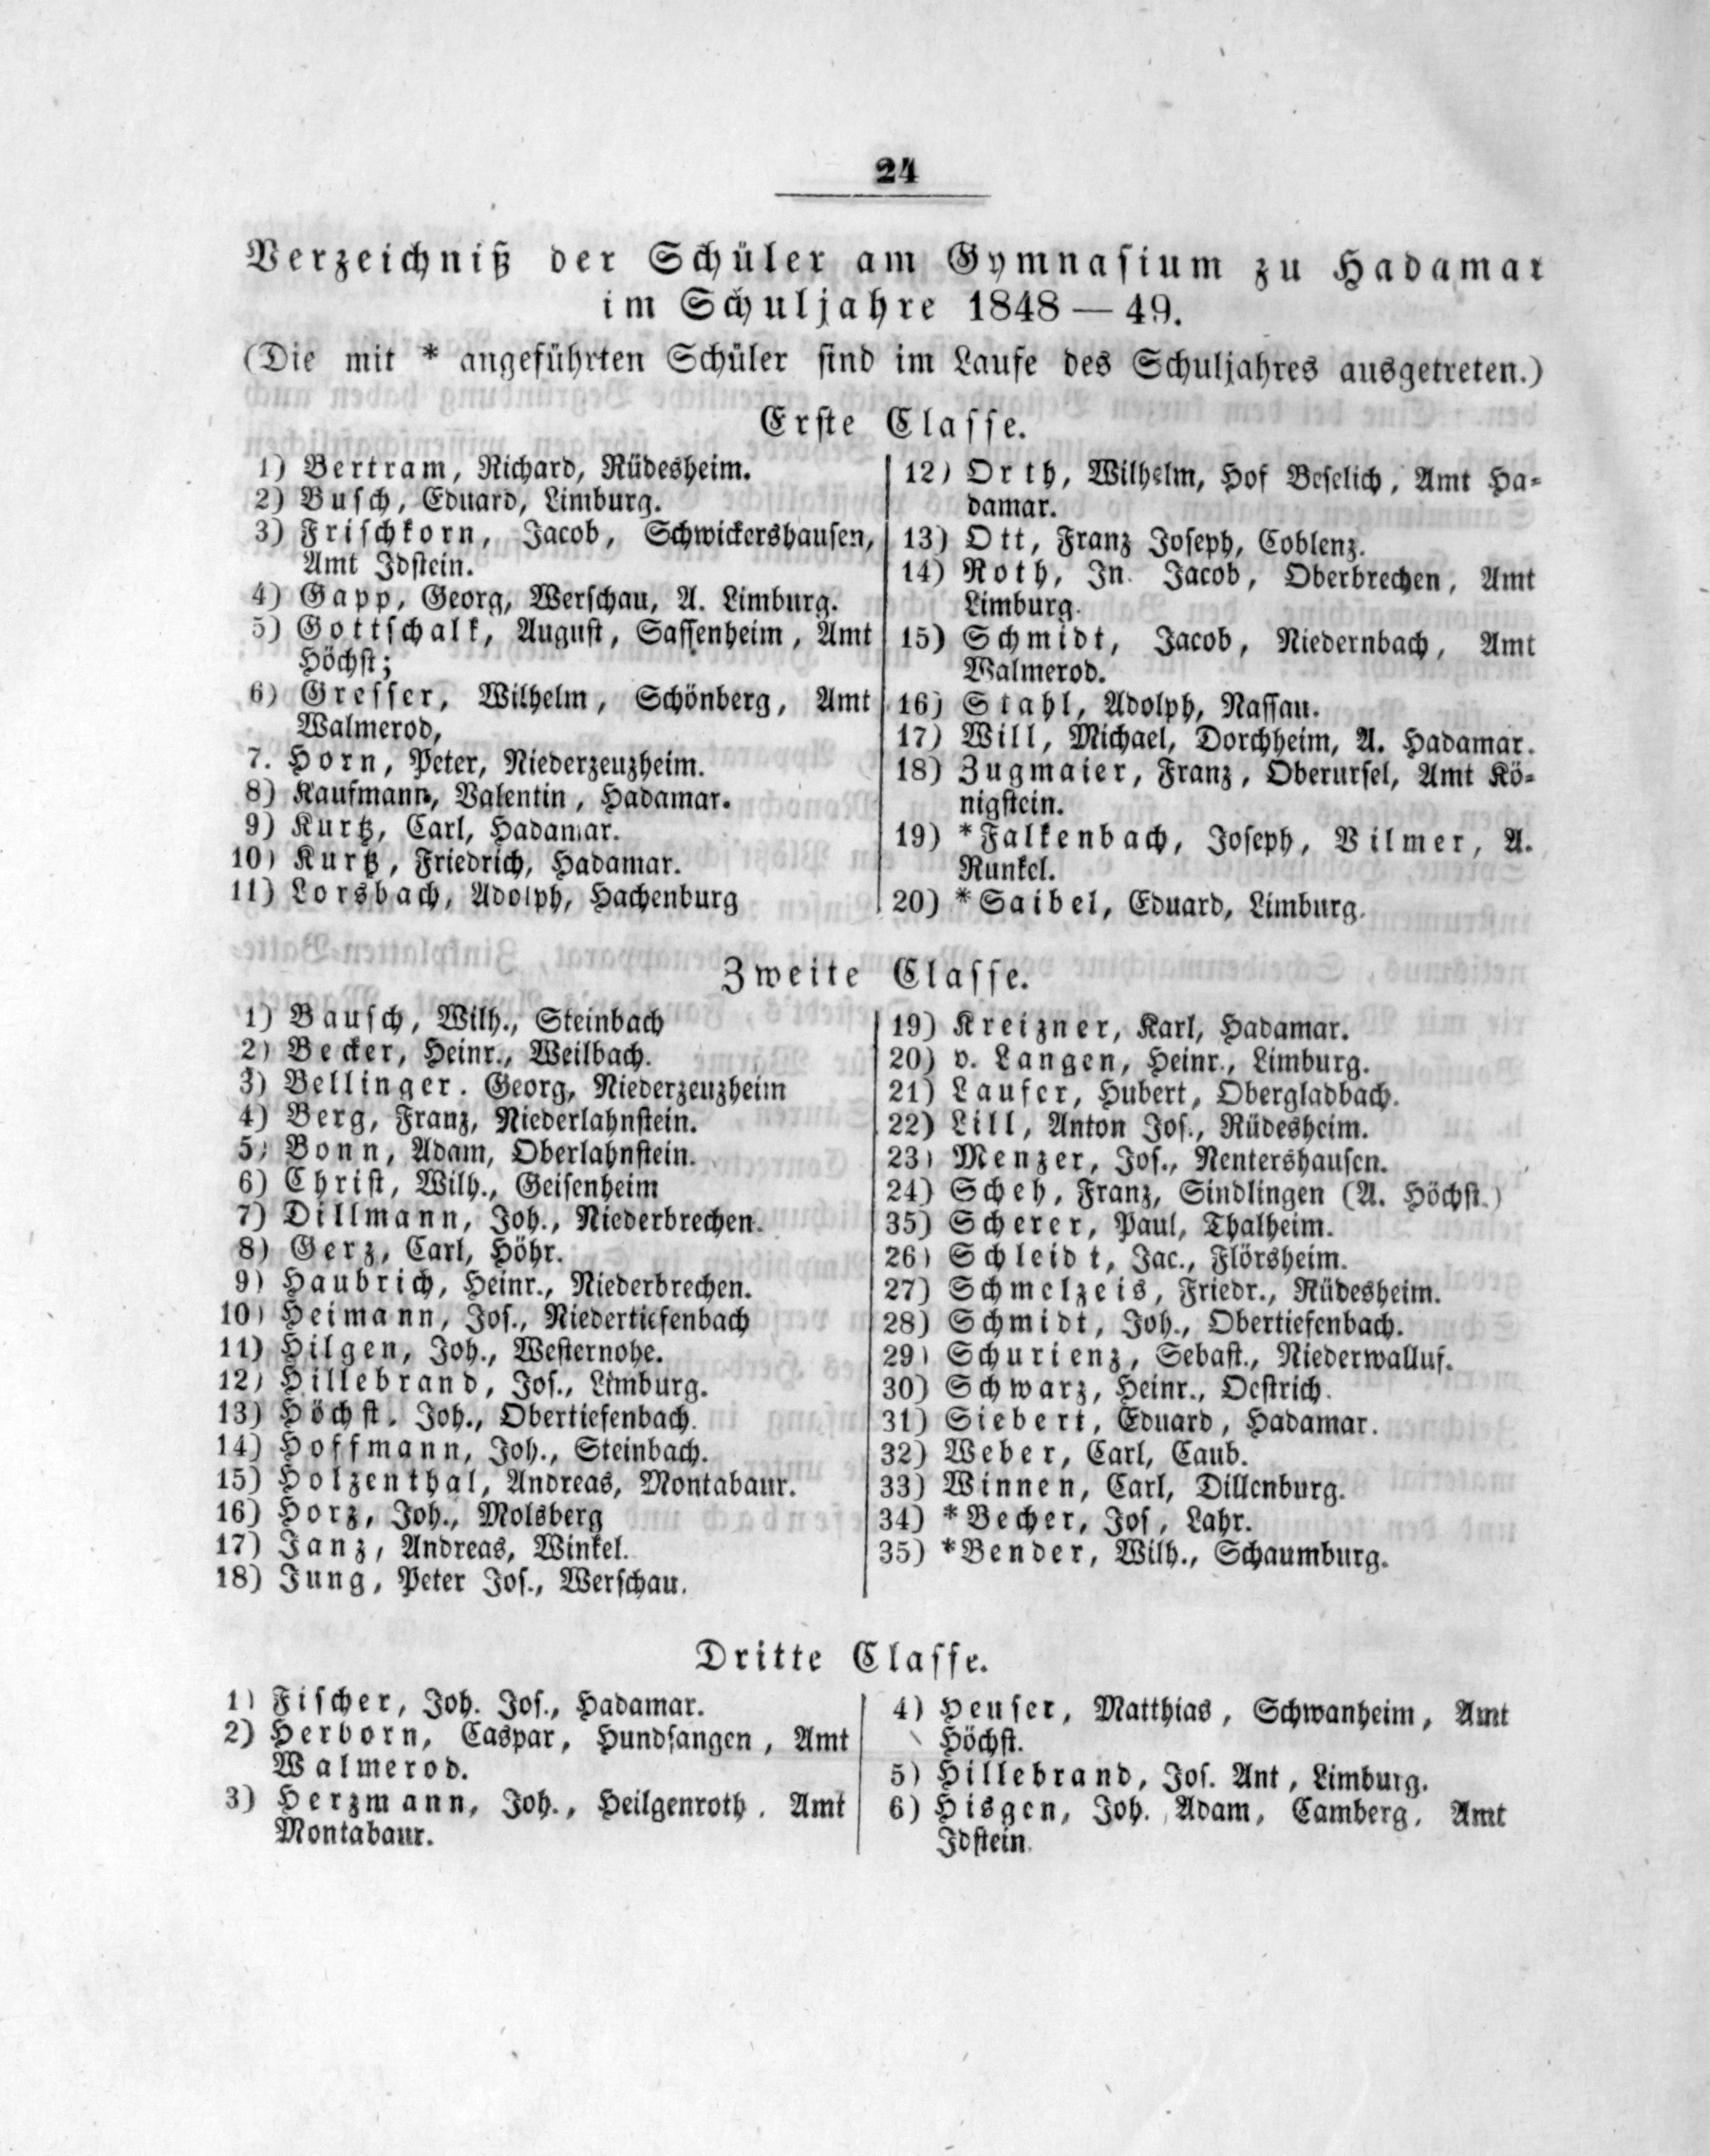 24
Verzeichniß der Schüler am Gymnasium zu Hadamar
im Schuljahre 1848 — 49.
(Die mit * angeführten Schüler sind im Laufe des Schuljahres ausgetreten.)
Erste Classe.
1) Bertram, Richard, Rüdesheim.
2) Busch, Eduard, Limburg.
3) Frischkorn, Jacob, Schwickershausen,
Amt Idstein.
4) Gapp, Georg, Werschau, A. Limburg.
5) Gottschalk, August, Sassenheim, Amt
Höchst;
6) Gresser, Wilhelm, Schönberg, Amt
Walmerod,
7. Horn, Peter, Niederzeuzheim.
8) Kaufmann, Valentin, Hadamar.
9) Kurtz, Carl, Hadamar.
10) Kurtz, Friedrich, Hadamar.
11) Lorsbach, Adolph, Hachenburg
12) Orth, Wilhelm, Hof Beselich, Amt Ha-
damar.
13) Ott, Franz Joseph, Coblenz.
14) Roth, Jn. Jacob, Oberbrechen, Amt
Limburg.
15) Schmidt, Jacob, Niedernbach, Amt
Walmerod.
16) Stahl, Adolph, Nassau.
17) Will, Michael, Dorchheim, A. Hadamar.
18) Zugmaier, Franz, Oberursel, Amt Kö-
nigstein.
19) *Falkenbach, Joseph, Vilmer, A.
Runkel.
20) *Saibel, Eduard, Limburg.
Zweite Classe.
1) Bausch, Wilh., Steinbach
2) Becker, Heinr., Weilbach.
3) Bellinger. Georg, Niederzeuzheim
4) Berg, Franz, Niederlahnstein.
5) Bonn, Adam, Oberlahnstein.
6) Christ, Wilh., Geisenheim
7) Dillmann, Joh., Niederbrechen.
8) Gerz, Carl, Höhr.
9) Haubrich, Heinr., Niederbrechen.
10) Heimann, Jos., Niedertiefenbach
11) Hilgen, Joh., Westernohe.
12) Hillebrand, Jos., Limburg.
13) Höchst. Joh., Obertiefenbach.
14) Hoffmann, Joh., Steinbach.
15) Holzenthal, Andreas, Montabaur.
16) Horz, Joh., Molsberg
17) Janz, Andreas, Winkel.
18) Jung, Peter Jos., Werschau.
19) Kreizner, Karl, Hadamar.
20) v. Langen, Heinr., Limburg.
21) Laufer, Hubert, Obergladbach.
22) Lill, Anton Jos., Rüdesheim.
23) Menzer, Jos., Nentershausen.
24) Scheh, Franz, Sindlingen (A. Höchst.)
35) Scherer, Paul, Thalheim.
26) Schleidt, Jac., Flörsheim.
27) Schmelzeis, Friedr., Rüdesheim.
28) Schmidt, Joh., Obertiefenbach.
29) Schurienz, Sebast., Niederwalluf.
30) Schwarz, Heinr., Oestrich.
31) Siebert, Eduard, Hadamar.
32) Weber, Carl, Caub.
33) Winnen, Carl, Dillenburg.
34) *Becher, Jos, Lahr.
35) *Bender, Wilh., Schaumburg.
Dritte Classe.
1) Fischer, Joh. Jos., Hadamar.
2) Herborn, Caspar, Hundsangen, Amt
Walmerod.
3) Herzmann, Joh., Heilgenroth. Amt
Montabaur.
4) Heuser, Matthias, Schwanheim, Amt
Höchst.
5) Hillebrand, Jos. Ant, Limburg.
6) Hisgen, Joh. Adam, Camberg, Amt
Idstein.